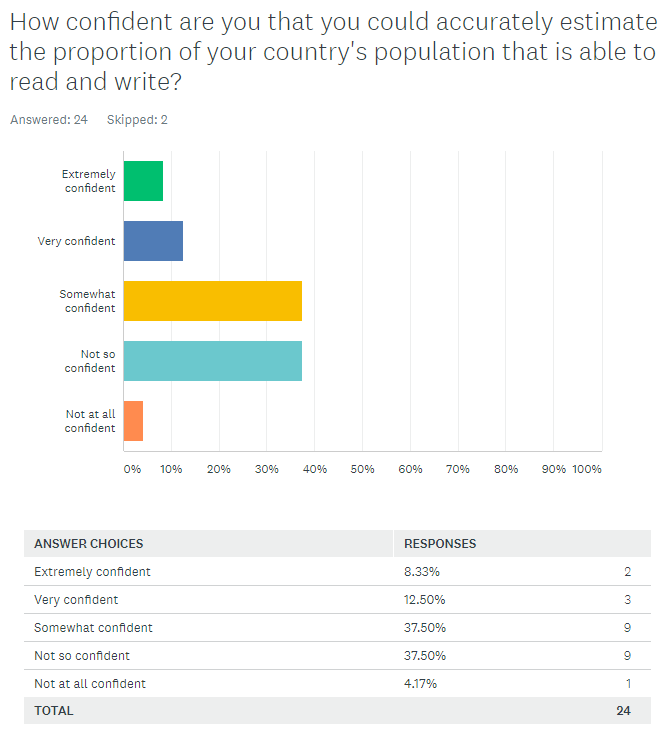 How confident are you that you could accurately estimate
the proportion of your country's population that is able to
read and write?
Answered: 24 Skipped: 2
Extremely
confident
Very confident
Somewhat
confident
Not so
confident
Not at all
confident
0% 10% 20% 30% 40% 50% 60% 70% 80% 90% 100%
ANSWER CHOICES RESPONSES
Extremely confident 8.33% 2
Very confident 12.50% 3
Somewhat confident 37.50% 9
Not so confident 37.50% 9
Not at all confident 4.17% 1
TOTAL 24